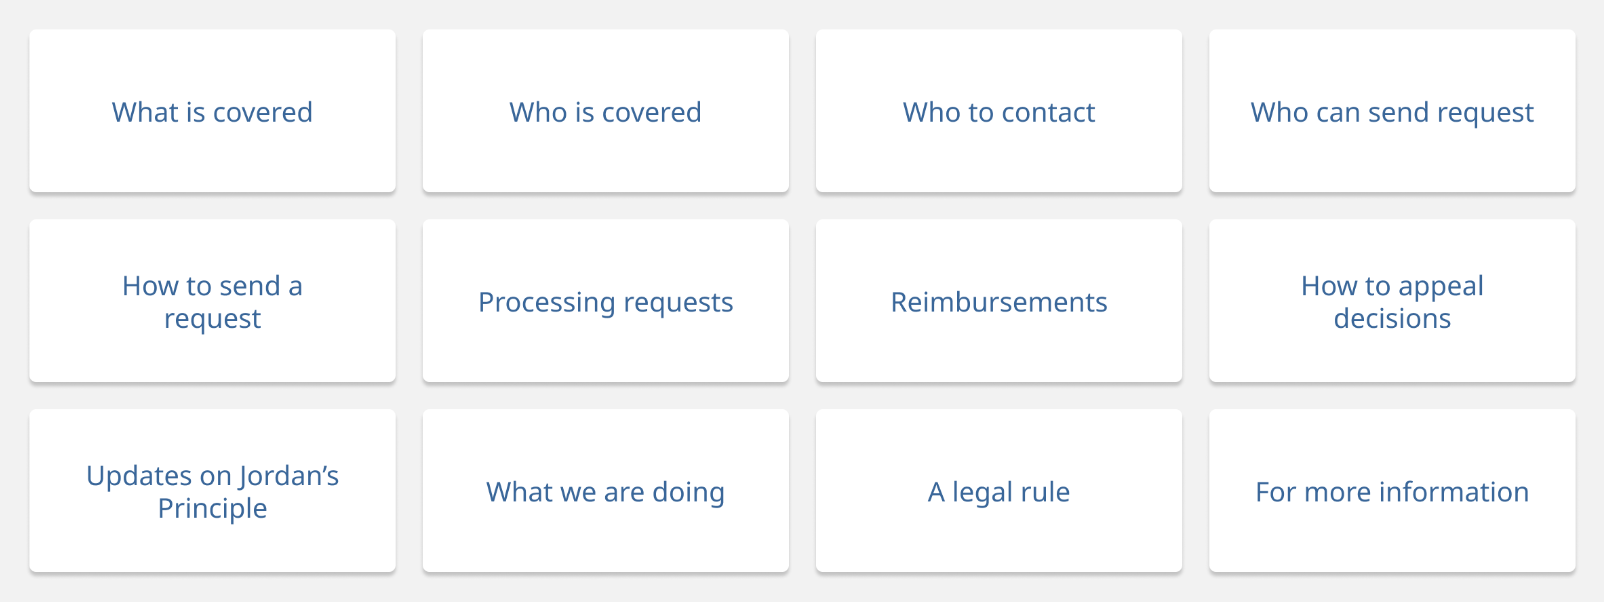 What is covered
Who is covered
Who to contact
Who can send request
How to send a
request
Processing requests
Reimbursements
How to appeal
decisions
Updates on Jordan’s
Principle
What we are doing
A legal rule
For more information